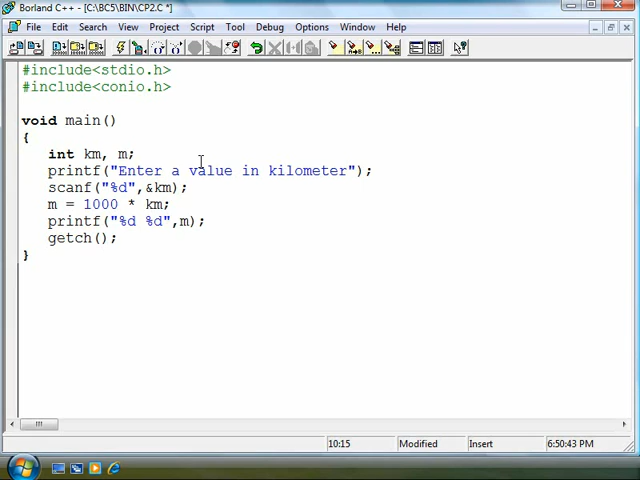 Borland C++ - [C:\BC5\BIN\CP2.C *]
File Edit Search View Project Script Tool Debug Options Window Help
#include<stdio.h>
#include<conio.h>
void main()
{
int km, m;
printf("Enter a value in kilometer");
scanf("%d",&km);
m = 1000 * km;
printf("%d %d",m);
getch();
}
10:15 Modified Insert 6:50:43 PM